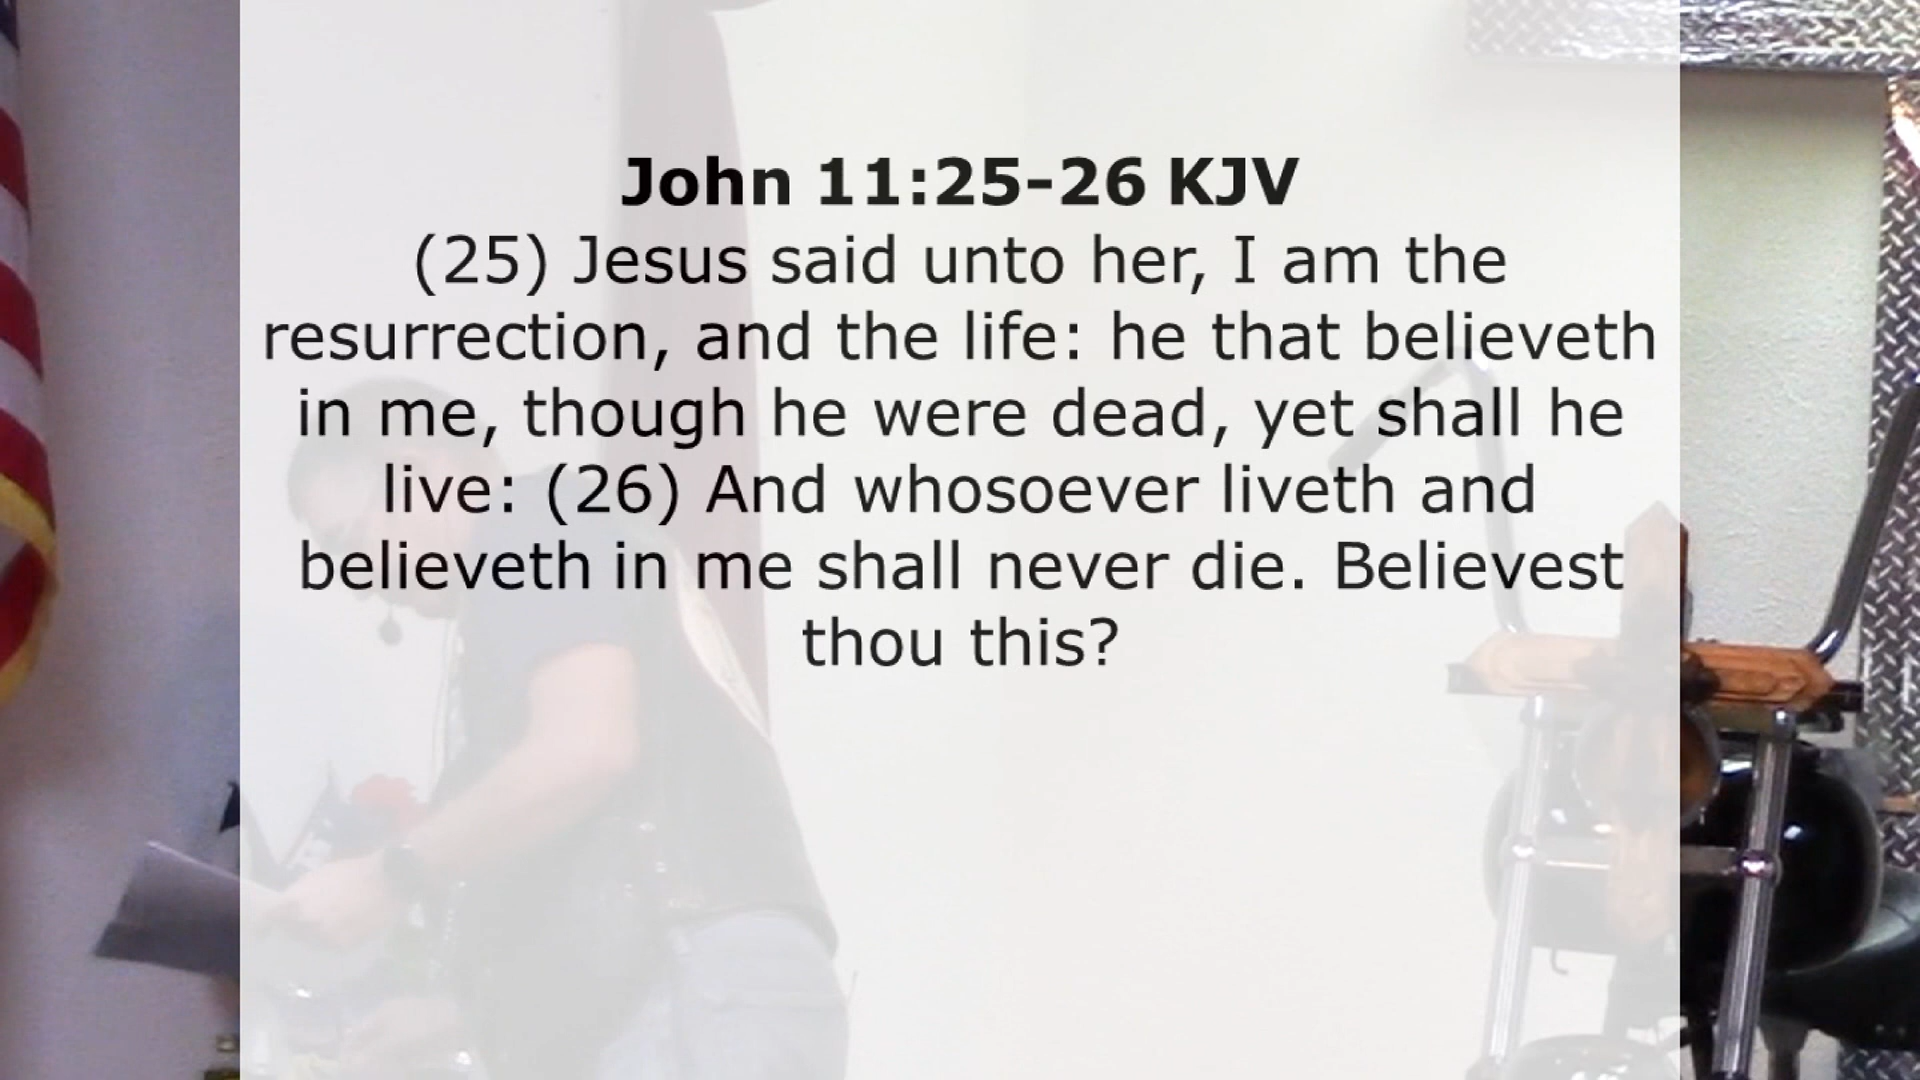 John 11:25-26 KJV
(25) Jesus said unto her, I am the
resurrection, and the life: he that believeth
in me, though he were dead, yet shall he
live: (26) And whosoever liveth and
believeth in me shall never die. Believest
thou this?